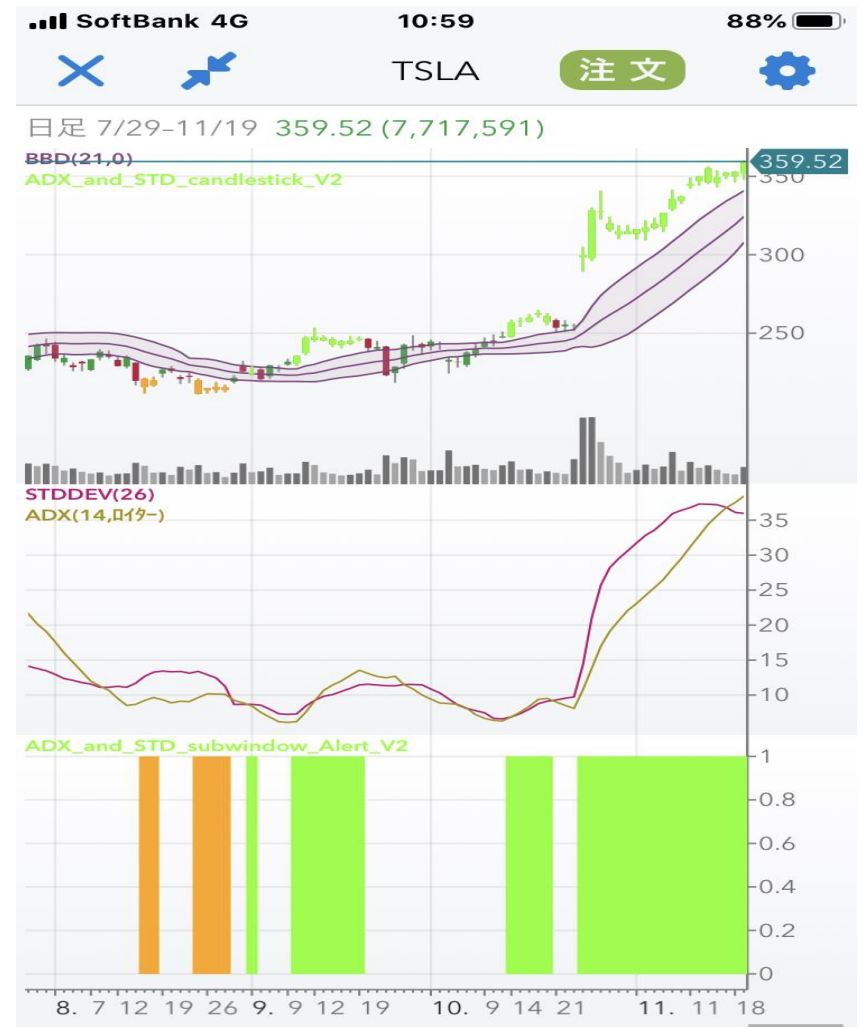 SoftBank 4G 10:59 88%
TSLA 注文
日足 7/29-11/19 359.52 (7,717,591)
BBD(21,0)
359.52
ADX_and_STD_candlestick_V2
350
300
250
STDDEV(26)
ADX(14,ロイター)
35
30
25
20
15
10
ADX_and_STD_subwindow_Alert_V2
1
0.8
0.6
0.4
0.2
0
8. 7 12 19 26 9. 9 12 19 10. 9 14 21 11. 11 18